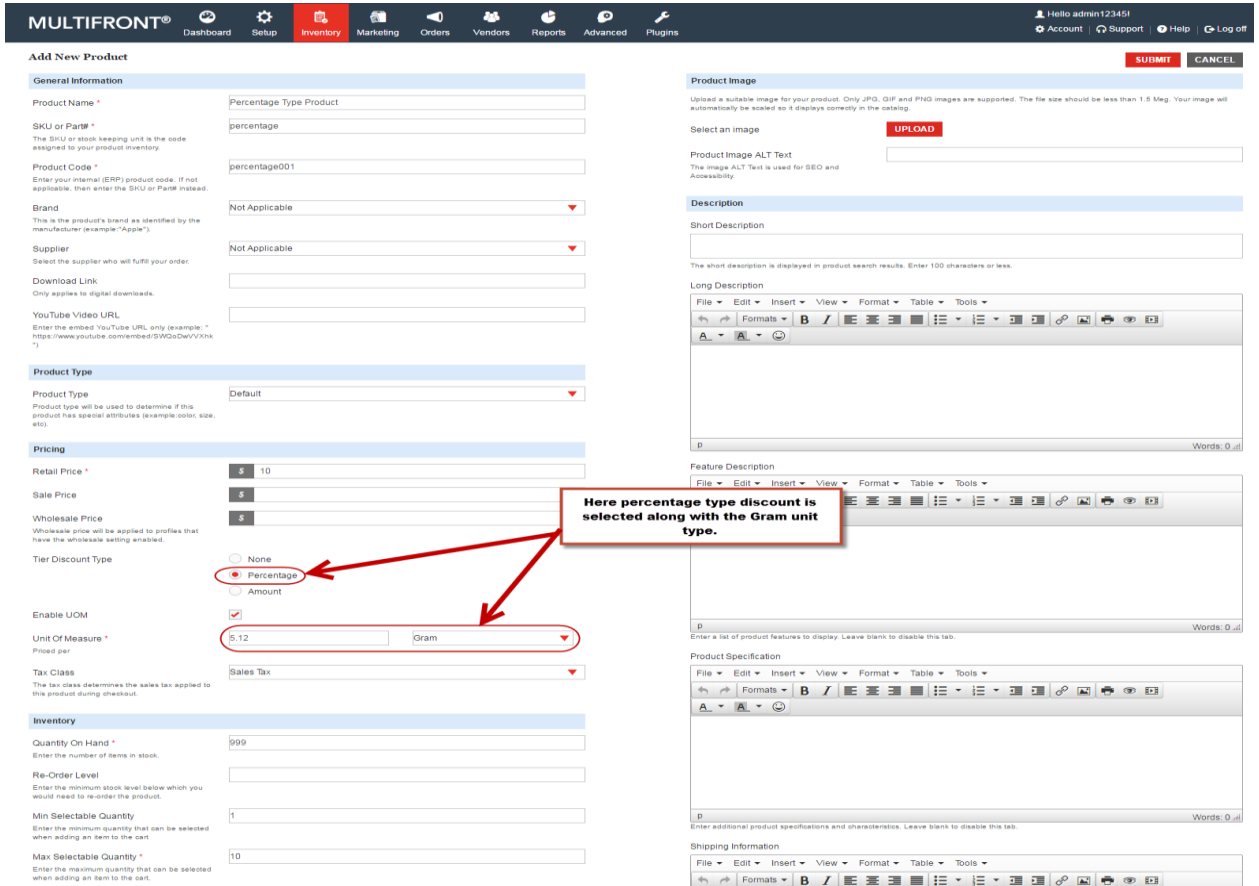 MULTIFRONT®
Dashboard
Setup
Inventory
Marketing
Orders
Vendors
Reports
Advanced
Plugins
Hello admin12345!
Account | Support | Help | Log off
Add New Product
SUBMIT CANCEL
General Information
Product Name * Percentage Type Product
SKU or Part# * percentage
The SKU or stock keeping unit is the code
assigned to your product inventory.
Product Code * percentage001
Enter your internal (ERP) product code. If not
applicable, then enter the SKU or Part# instead.
Brand Not Applicable
This is the product's brand as identified by the
manufacturer (example:"Apple").
Supplier Not Applicable
Select the supplier who will fulfill your order.
Download Link
Only applies to digital downloads.
YouTube Video URL
Enter the embed YouTube URL only (example: "
https://www.youtube.com/embed/SWQoDwVVXhk
")
Product Type
Product Type Default
Product type will be used to determine if this
product has special attributes (example:color, size,
etc).
Pricing
Retail Price * $ 10
Sale Price $
Wholesale Price $
Wholesale price will be applied to profiles that
have the wholesale setting enabled.
Tier Discount Type
None
Percentage
Amount
Enable UOM
Unit Of Measure * 5.12 Gram
Priced per
Tax Class Sales Tax
The tax class determines the sales tax applied to
this product during checkout.
Inventory
Quantity On Hand * 999
Enter the number of items in stock.
Re-Order Level
Enter the minimum stock level below which you
would need to re-order the product.
Min Selectable Quantity 1
Enter the minimum quantity that can be selected
when adding an item to the cart
Max Selectable Quantity * 10
Enter the maximum quantity that can be selected
when adding an item to the cart.
Here percentage type discount is
selected along with the Gram unit
type.
Product Image
Upload a suitable image for your product. Only JPG, GIF and PNG images are supported. The file size should be less than 1.5 Meg. Your image will
automatically be scaled so it displays correctly in the catalog.
Select an image UPLOAD
Product Image ALT Text
The image ALT Text is used for SEO and
Accessibility.
Description
Short Description
The short description is displayed in product search results. Enter 100 characters or less.
Long Description
File Edit Insert View Format Table Tools
Formats B I
A A
p Words: 0
Feature Description
File Edit Insert View Format Table Tools
p Words: 0
Enter a list of product features to display. Leave blank to disable this tab.
Product Specification
File Edit Insert View Format Table Tools
Formats B I
A A
p Words: 0
Enter additional product specifications and characteristics. Leave blank to disable this tab.
Shipping Information
File Edit Insert View Format Table Tools
Formats B I